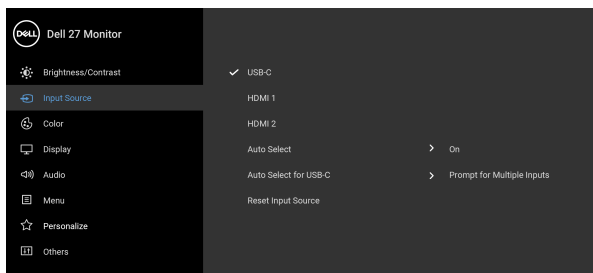 DELL Dell 27 Monitor
Brightness/Contrast
USB-C
Input Source
HDMI 1
Color
HDMI 2
Display
Auto Select
On
Audio
Auto Select for USB-C
Prompt for Multiple Inputs
Menu
Reset Input Source
Personalize
Others